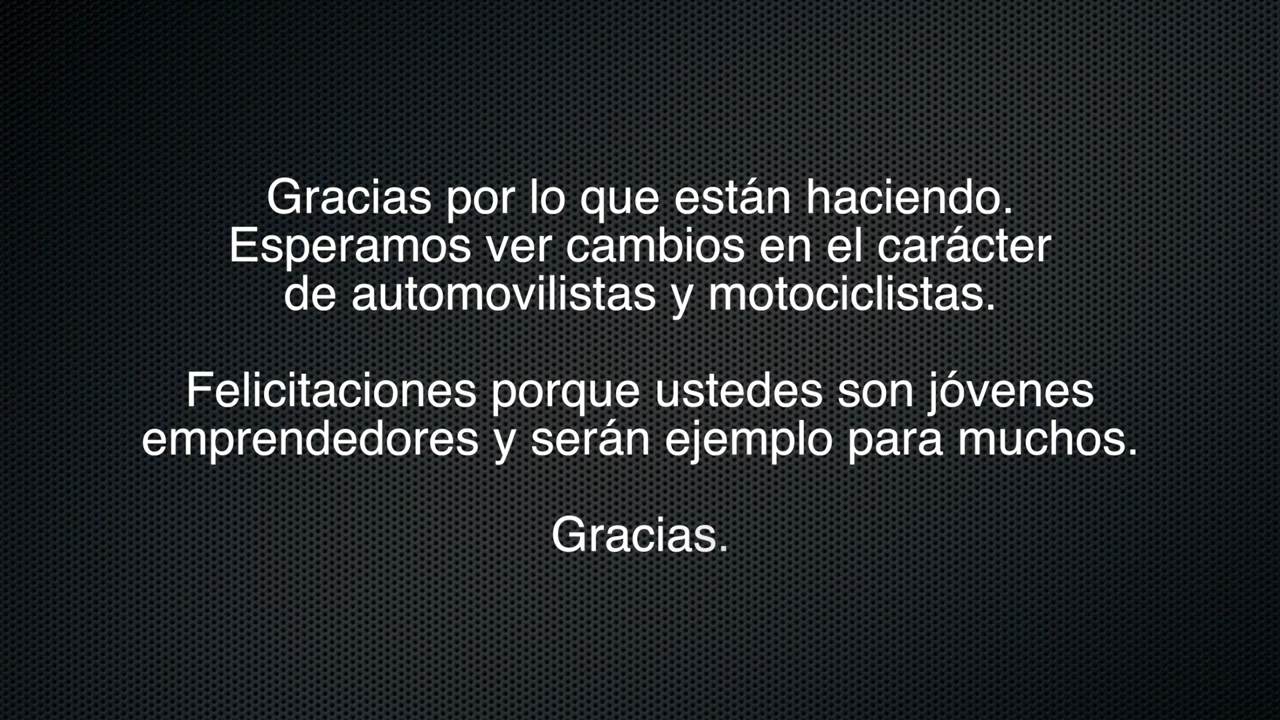 Gracias por lo que están haciendo.
Esperamos ver cambios en el carácter
de automovilistas y motociclistas.
Felicitaciones porque ustedes son jóvenes
emprendedores y serán ejemplo para muchos.
Gracias.